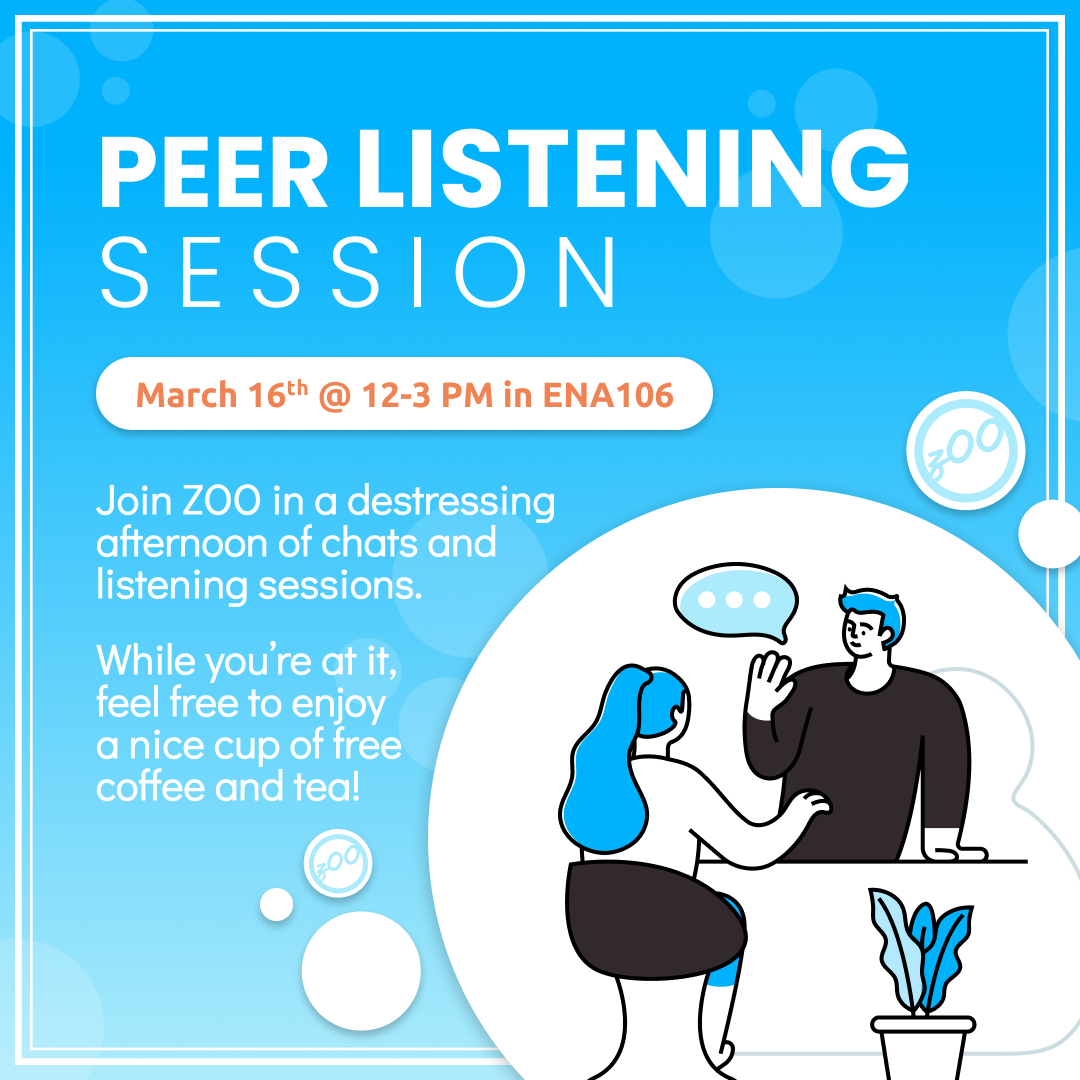 PEER LISTENING
SESSION
March 16th @ 12-3 PM in ENA106
Join ZOO in a destressing
afternoon of chats and
listening sessions.
While you're at it,
feel free to enjoy
a nice cup of free
coffee and tea!
ZOO
ZOO